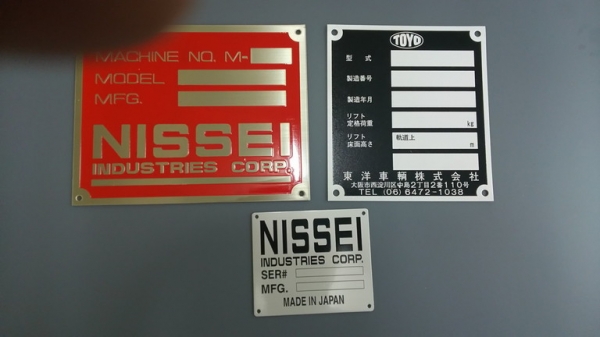 MACHINE NO. M-
MODEL
MFG.
NISSEI
INDUSTRIES CORP.
TOYO
型 式
製造番号
製造年月
リフト
定格荷重
kg
リフト
床面高さ
軌道上
m
東洋車輌株式会社
大阪市西淀川区中島2丁目2番110号
TEL (06) 6472-1038
NISSEI
INDUSTRIES CORP.
SER#
MFG.
MADE IN JAPAN